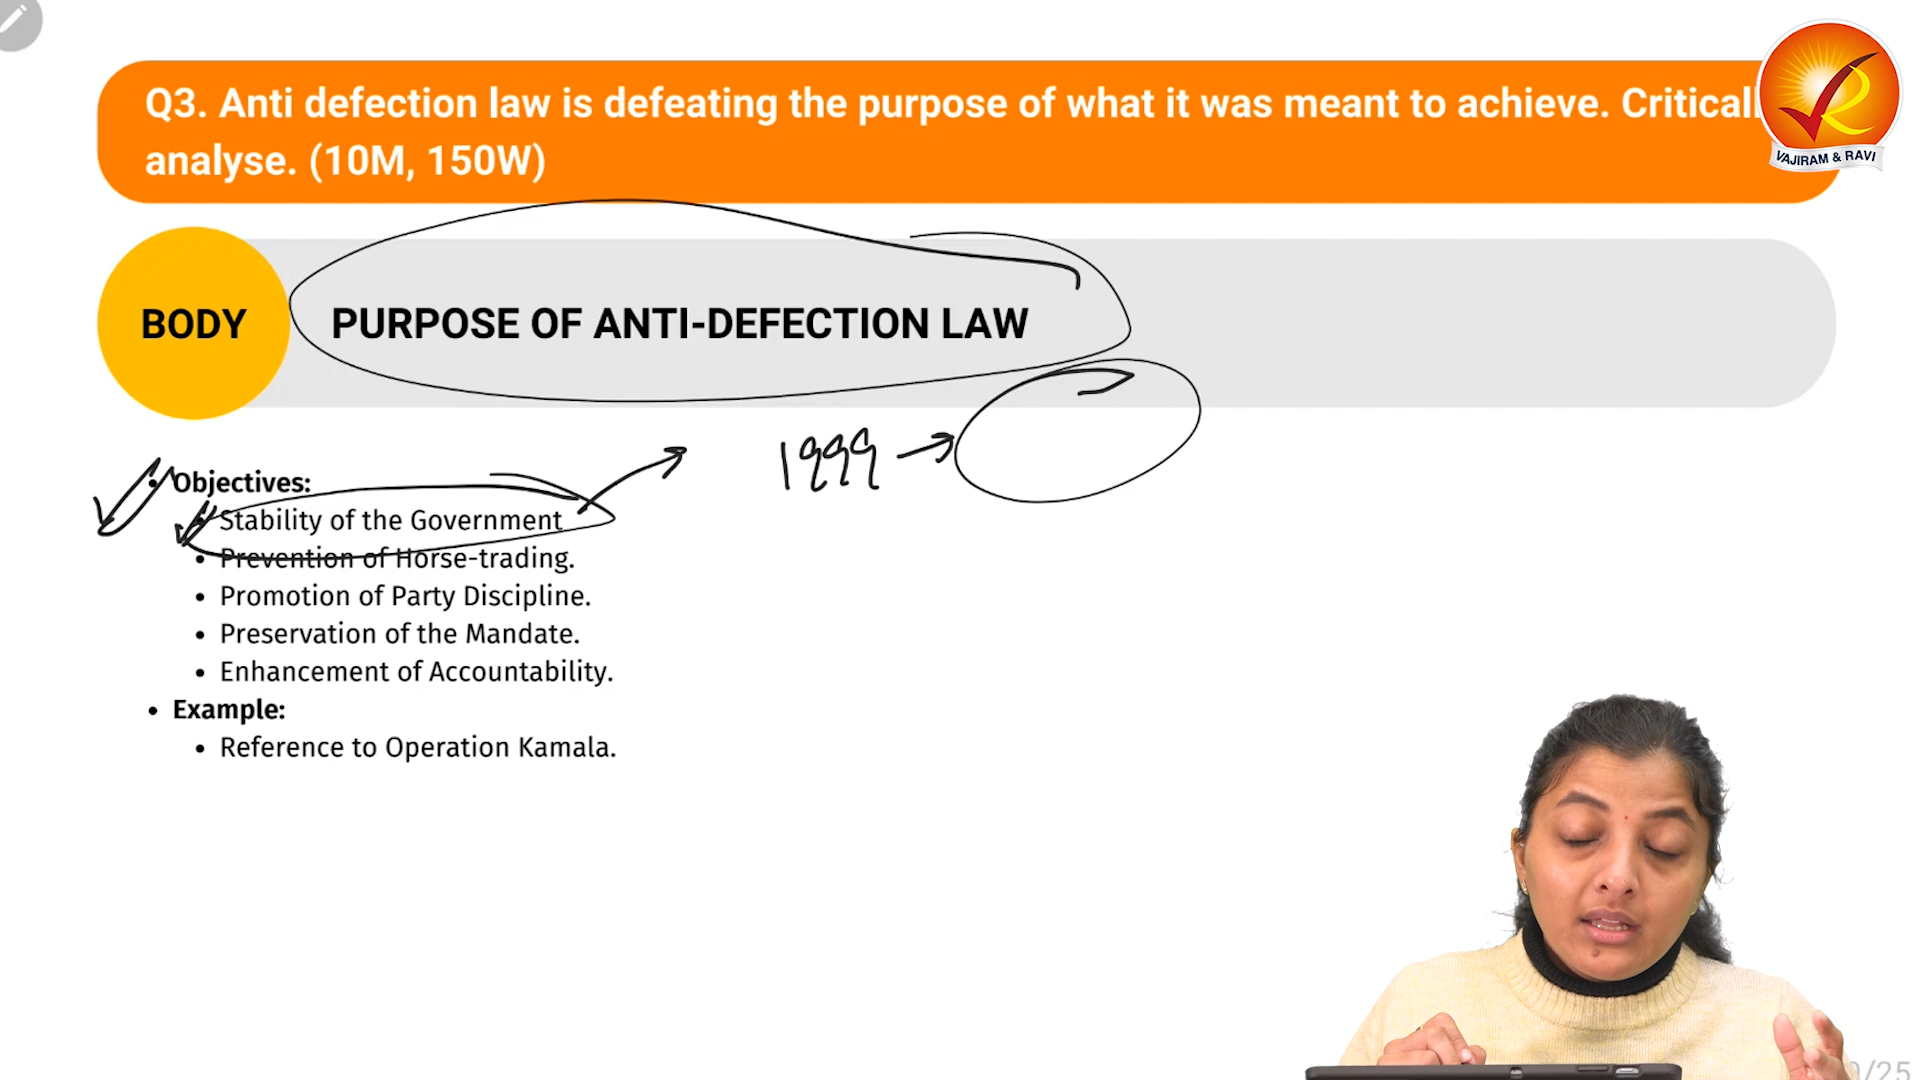 Q3. Anti defection law is defeating the purpose of what it was meant to achieve. Critical
analyse. (10M, 150W)
VAJIRAM & RAVI
BODY
PURPOSE OF ANTI-DEFECTION LAW
1999 →
• Objectives:
• Stability of the Government
• Prevention of Horse-trading.
• Promotion of Party Discipline.
• Preservation of the Mandate.
• Enhancement of Accountability.
• Example:
• Reference to Operation Kamala.
/25